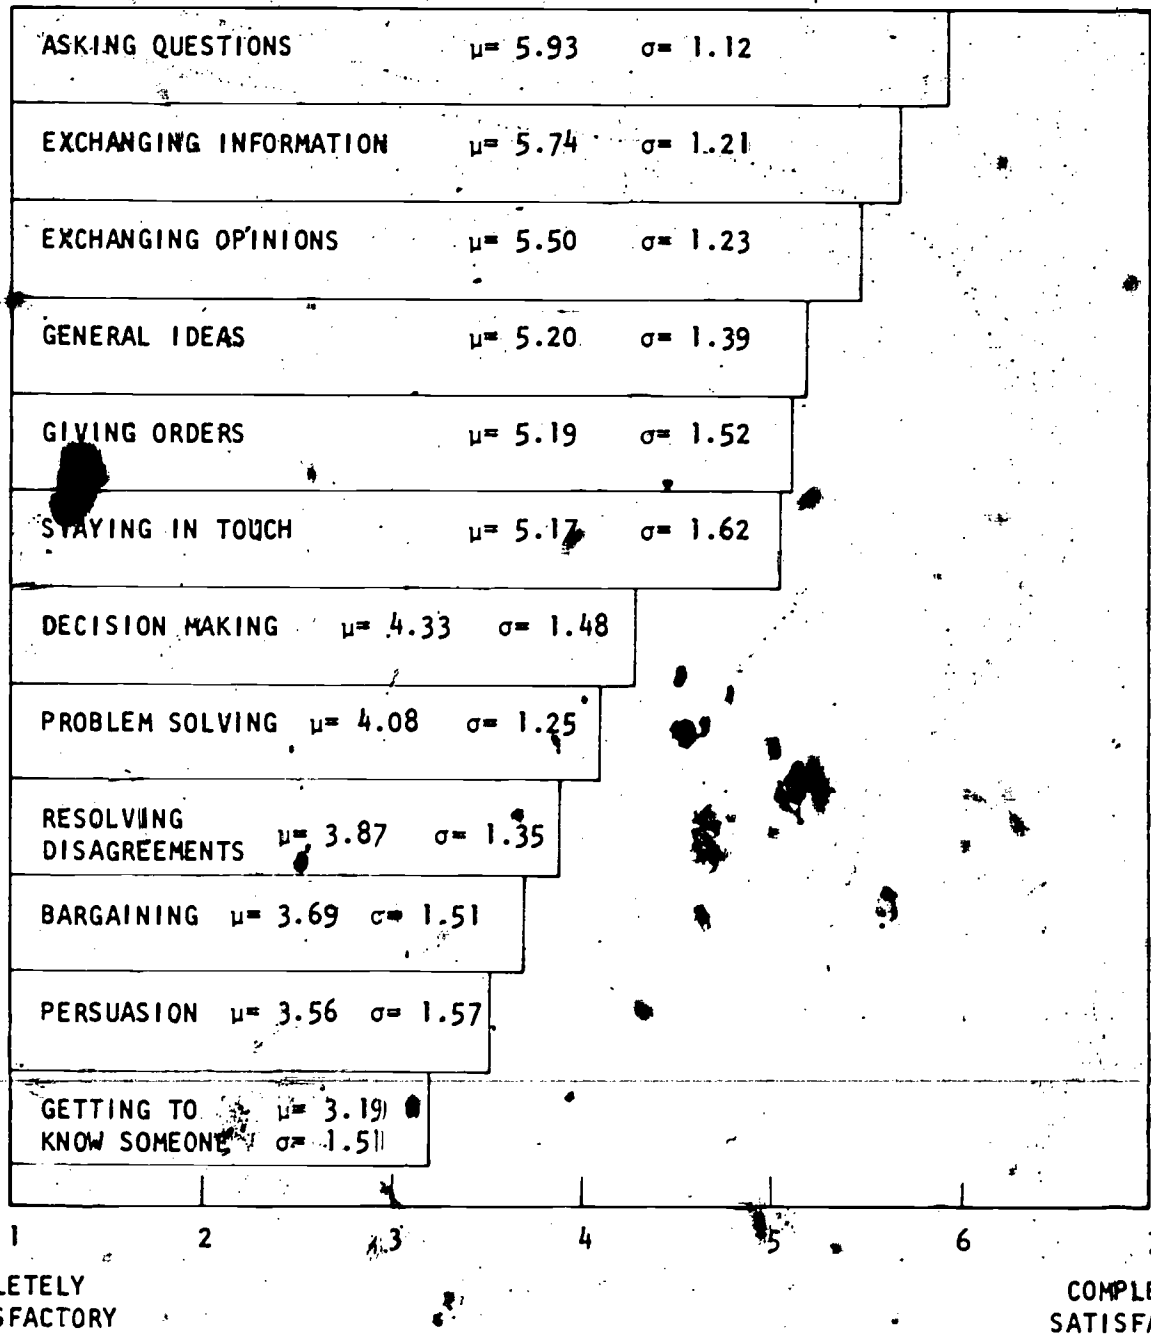 ASKING QUESTIONS μ= 5.93 σ= 1.12
EXCHANGING INFORMATION μ= 5.74 σ= 1.21
EXCHANGING OPINIONS μ= 5.50 σ= 1.23
GENERAL IDEAS μ= 5.20 σ= 1.39
GIVING ORDERS μ= 5.19 σ= 1.52
STAYING IN TOUCH μ= 5.17 σ= 1.62
DECISION MAKING μ= 4.33 σ= 1.48
PROBLEM SOLVING μ= 4.08 σ= 1.25
RESOLVING
DISAGREEMENTS μ= 3.87 σ= 1.35
BARGAINING μ= 3.69 σ= 1.51
PERSUASION μ= 3.56 σ= 1.57
GETTING TO μ= 3.19
KNOW SOMEONE σ= 1.51
1 2 3 4 5 6
LETELY COMPLE
SFACTORY SATISFA